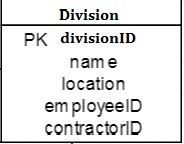 Division
PK divisionID
name
location
employeeID
contractorID